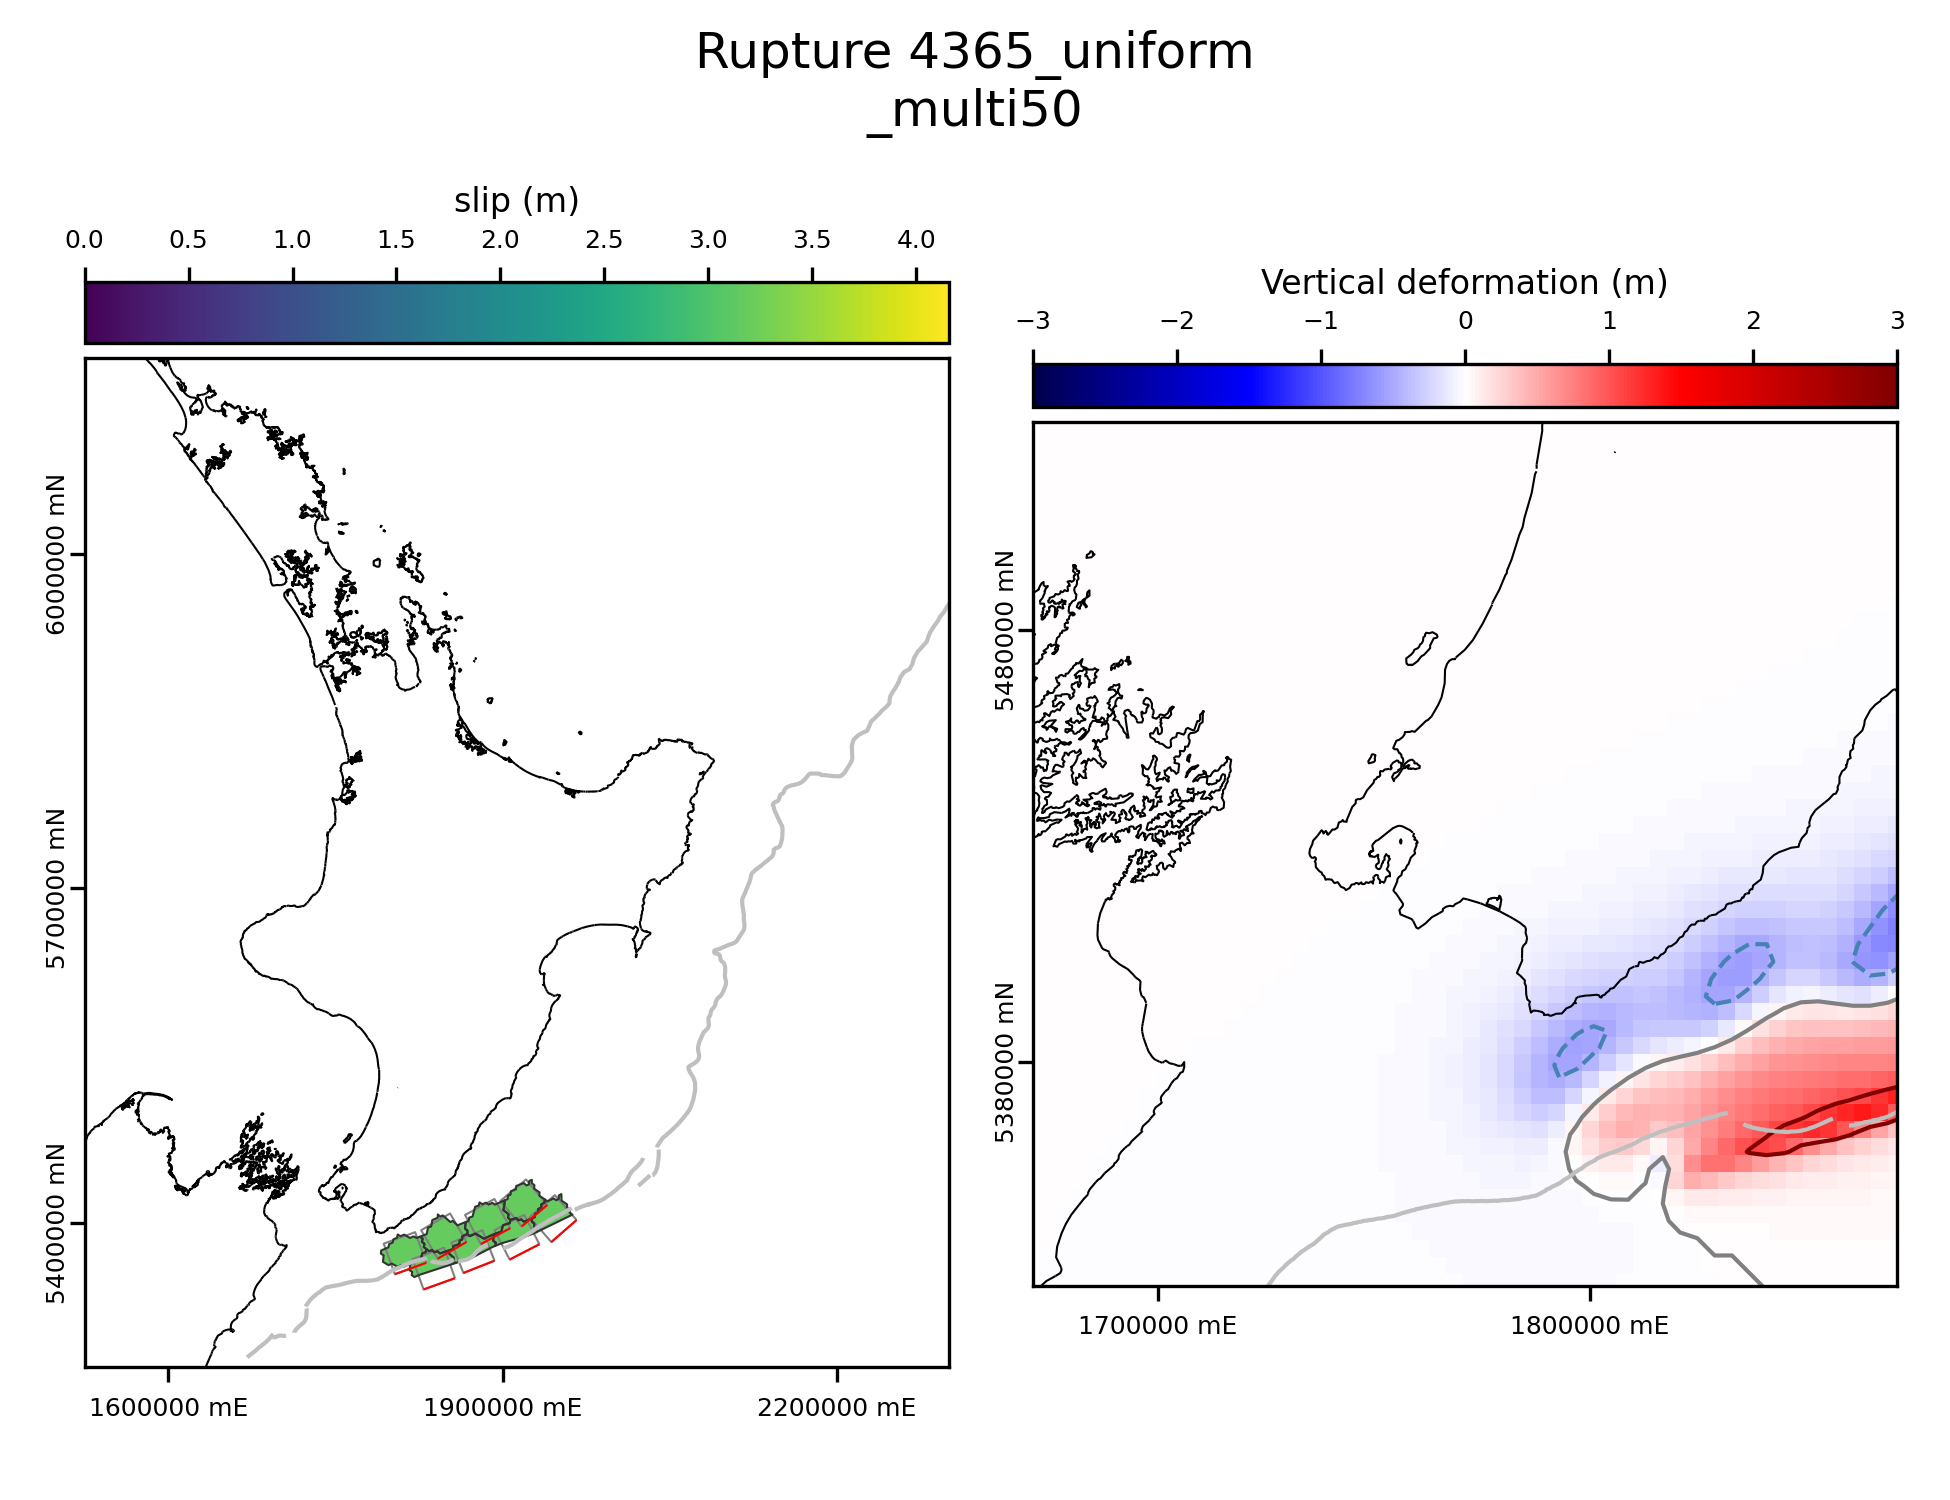 Rupture 4365_uniform
_multi50
slip (m)
0.0 0.5 1.0 1.5 2.0 2.5 3.0 3.5 4.0
6000000 mN
5700000 mN
5400000 mN
1600000 mE 1900000 mE 2200000 mE
Vertical deformation (m)
−3 −2 −1 0 1 2 3
5480000 mN
5380000 mN
1700000 mE 1800000 mE